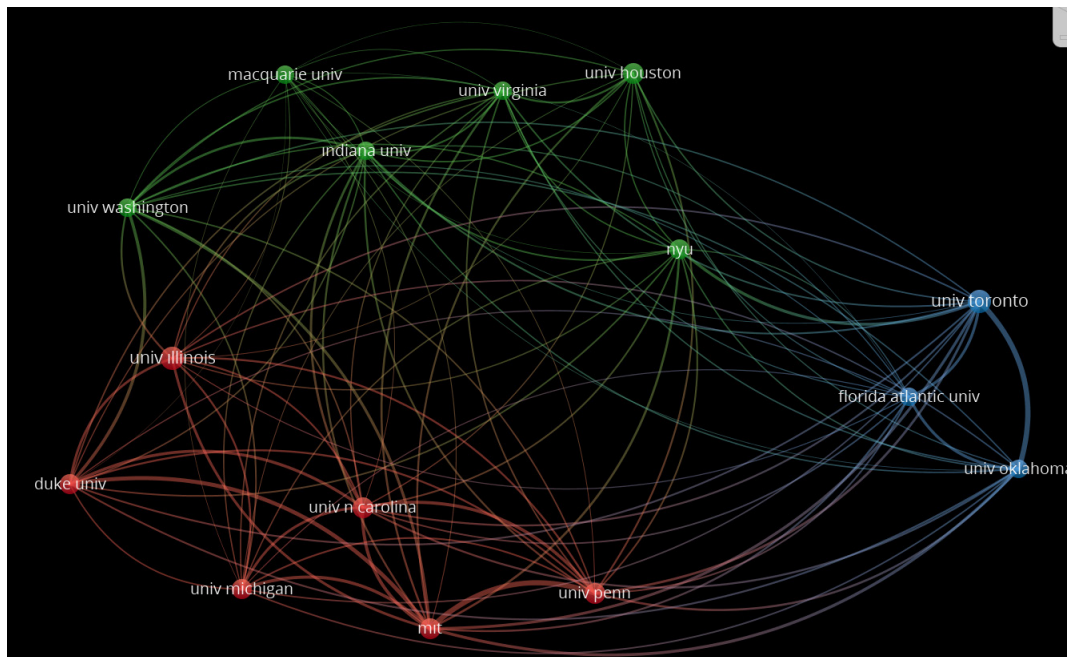 macquarie univ
univ virginia
univ houston
indiana univ
univ washington
nyu
univ toronto
univ illinois
florida atlantic univ
univ oklahoma
duke univ
univ n carolina
univ michigan
univ penn
mit